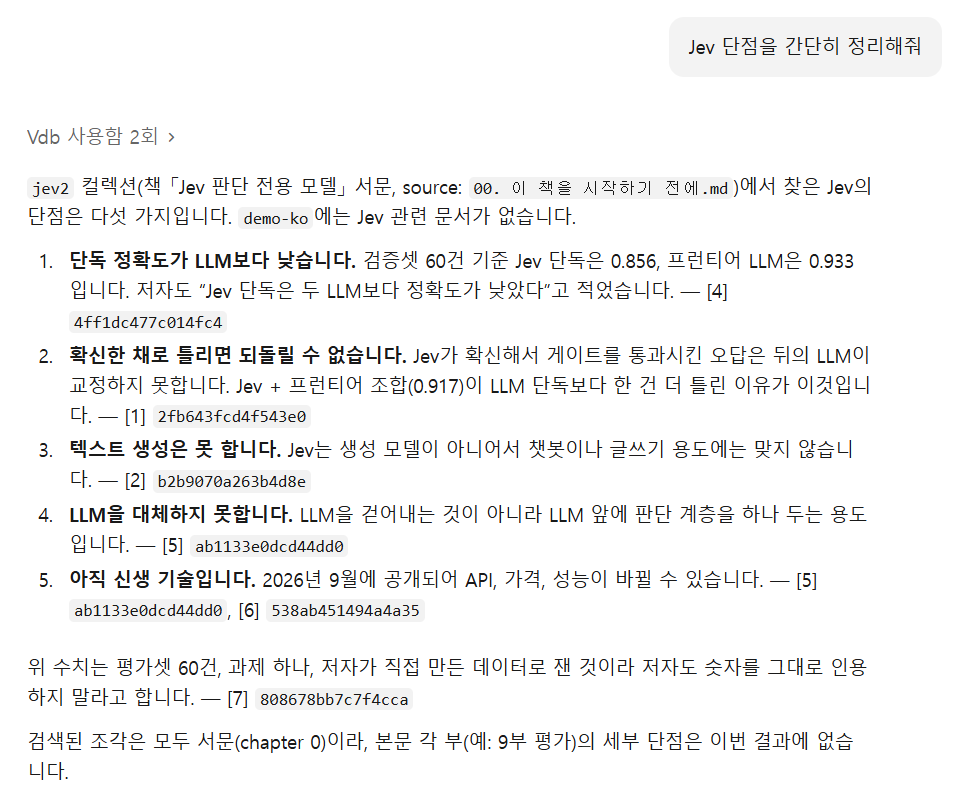 Jev 단점을 간단히 정리해줘
Vdb 사용함 2회 >
jev2 컬렉션(책 「Jev 판단 전용 모델」 서문, source: 00. 이 책을 시작하기 전에.md)에서 찾은 Jev의
단점은 다섯 가지입니다. demo-ko에는 Jev 관련 문서가 없습니다.
1. 단독 정확도가 LLM보다 낮습니다. 검증셋 60건 기준 Jev 단독은 0.856, 프런티어 LLM은 0.933
입니다. 저자도 “Jev 단독은 두 LLM보다 정확도가 낮았다”고 적었습니다. — [4]
4ff1dc477c014fc4
2. 확신한 채로 틀리면 되돌릴 수 없습니다. Jev가 확신해서 게이트를 통과시킨 오답은 뒤의 LLM이
교정하지 못합니다. Jev + 프런티어 조합(0.917)이 LLM 단독보다 한 건 더 틀린 이유가 이것입니
다. — [1] 2fb643fcd4f543e0
3. 텍스트 생성은 못 합니다. Jev는 생성 모델이 아니어서 챗봇이나 글쓰기 용도에는 맞지 않습니
다. — [2] b2b9070a263b4d8e
4. LLM을 대체하지 못합니다. LLM을 걷어내는 것이 아니라 LLM 앞에 판단 계층을 하나 두는 용도
입니다. — [5] ab1133e0dcd44dd0
5. 아직 신생 기술입니다. 2026년 9월에 공개되어 API, 가격, 성능이 바뀔 수 있습니다. — [5]
ab1133e0dcd44dd0, [6] 538ab451494a4a35
위 수치는 평가셋 60건, 과제 하나, 저자가 직접 만든 데이터로 잰 것이라 저자도 숫자를 그대로 인용
하지 말라고 합니다. — [7] 808678bb7c7f4cca
검색된 조각은 모두 서문(chapter 0)이라, 본문 각 부(예: 9부 평가)의 세부 단점은 이번 결과에 없습
니다.